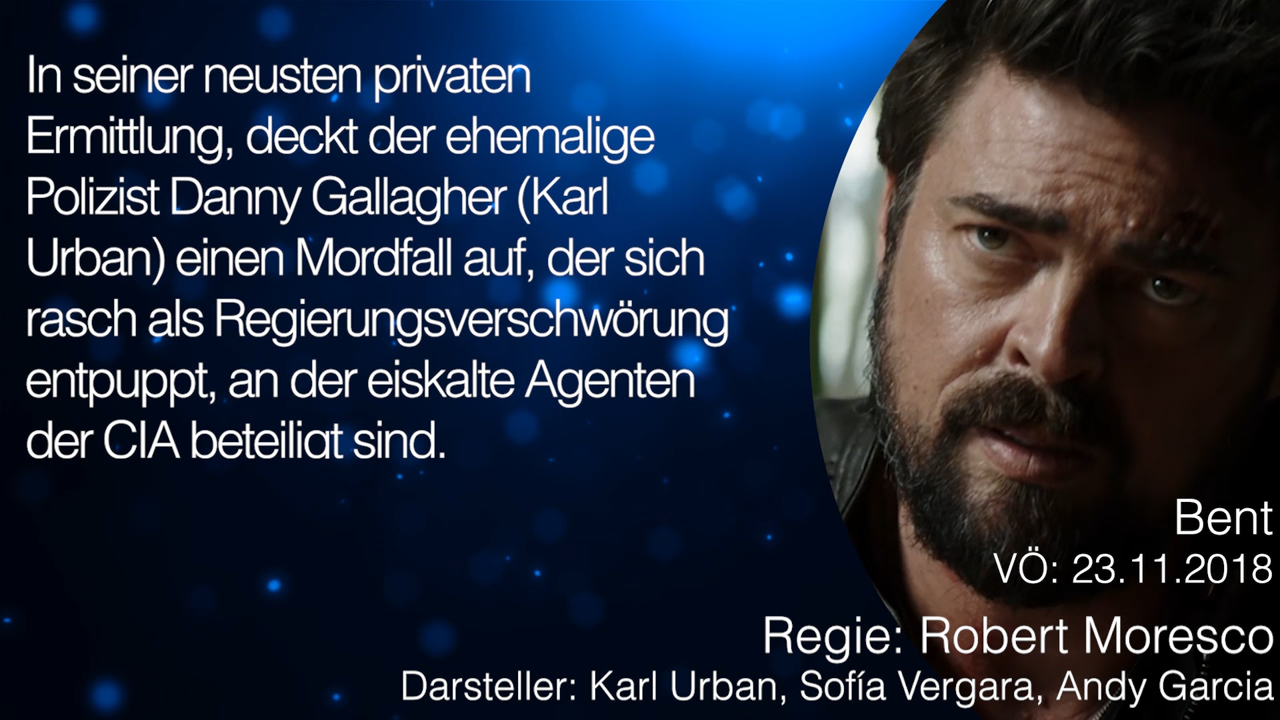 In seiner neusten privaten
Ermittlung, deckt der ehemalige
Polizist Danny Gallagher (Karl
Urban) einen Mordfall auf, der sich
rasch als Regierungsverschwörung
entpuppt, an der eiskalte Agenten
der CIA beteiligt sind.
Bent
VÖ: 23.11.2018
Regie: Robert Moresco
Darsteller: Karl Urban, Sofía Vergara, Andy Garcia